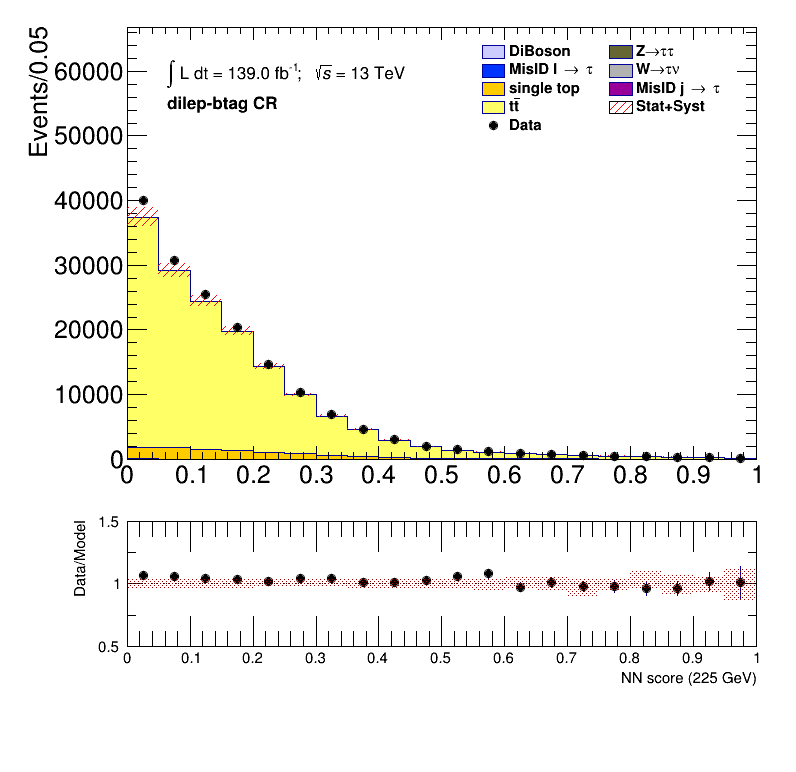 Events/0.05
60000
50000
40000
30000
20000
10000
0
∫ L dt = 139.0 fb⁻¹; √s = 13 TeV
dilep-btag CR
DiBoson
MisID l → τ
single top
tt̄
Data
Z→ττ
W→τν
MisID j → τ
Stat+Syst
0 0.1 0.2 0.3 0.4 0.5 0.6 0.7 0.8 0.9 1
Data/Model
1.5
1
0.5
0 0.1 0.2 0.3 0.4 0.5 0.6 0.7 0.8 0.9 1
NN score (225 GeV)